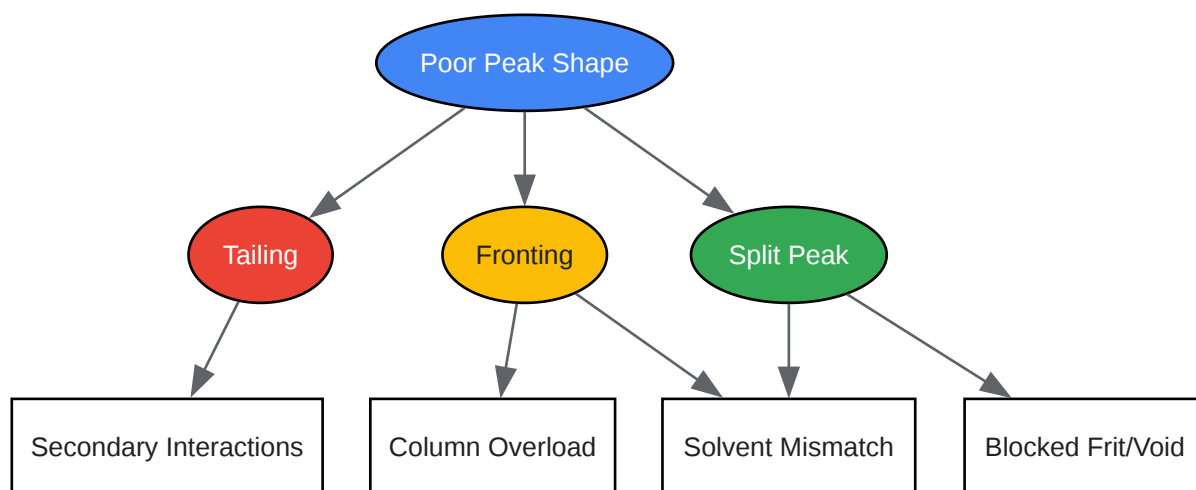 Poor Peak Shape
Tailing
Fronting
Split Peak
Secondary Interactions
Column Overload
Solvent Mismatch
Blocked Frit/Void